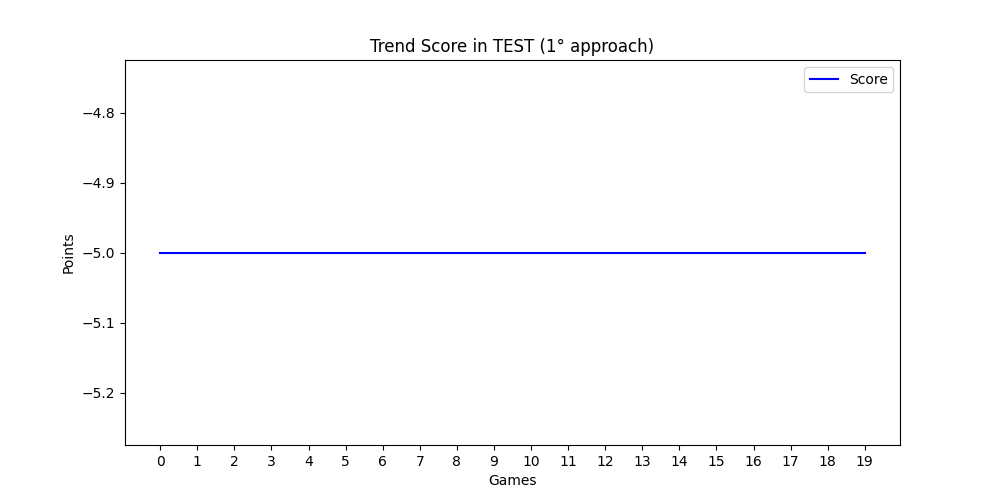 Trend Score in TEST (1° approach)
Score
−4.8
−4.9
−5.0
−5.1
−5.2
Points
0 1 2 3 4 5 6 7 8 9 10 11 12 13 14 15 16 17 18 19
Games